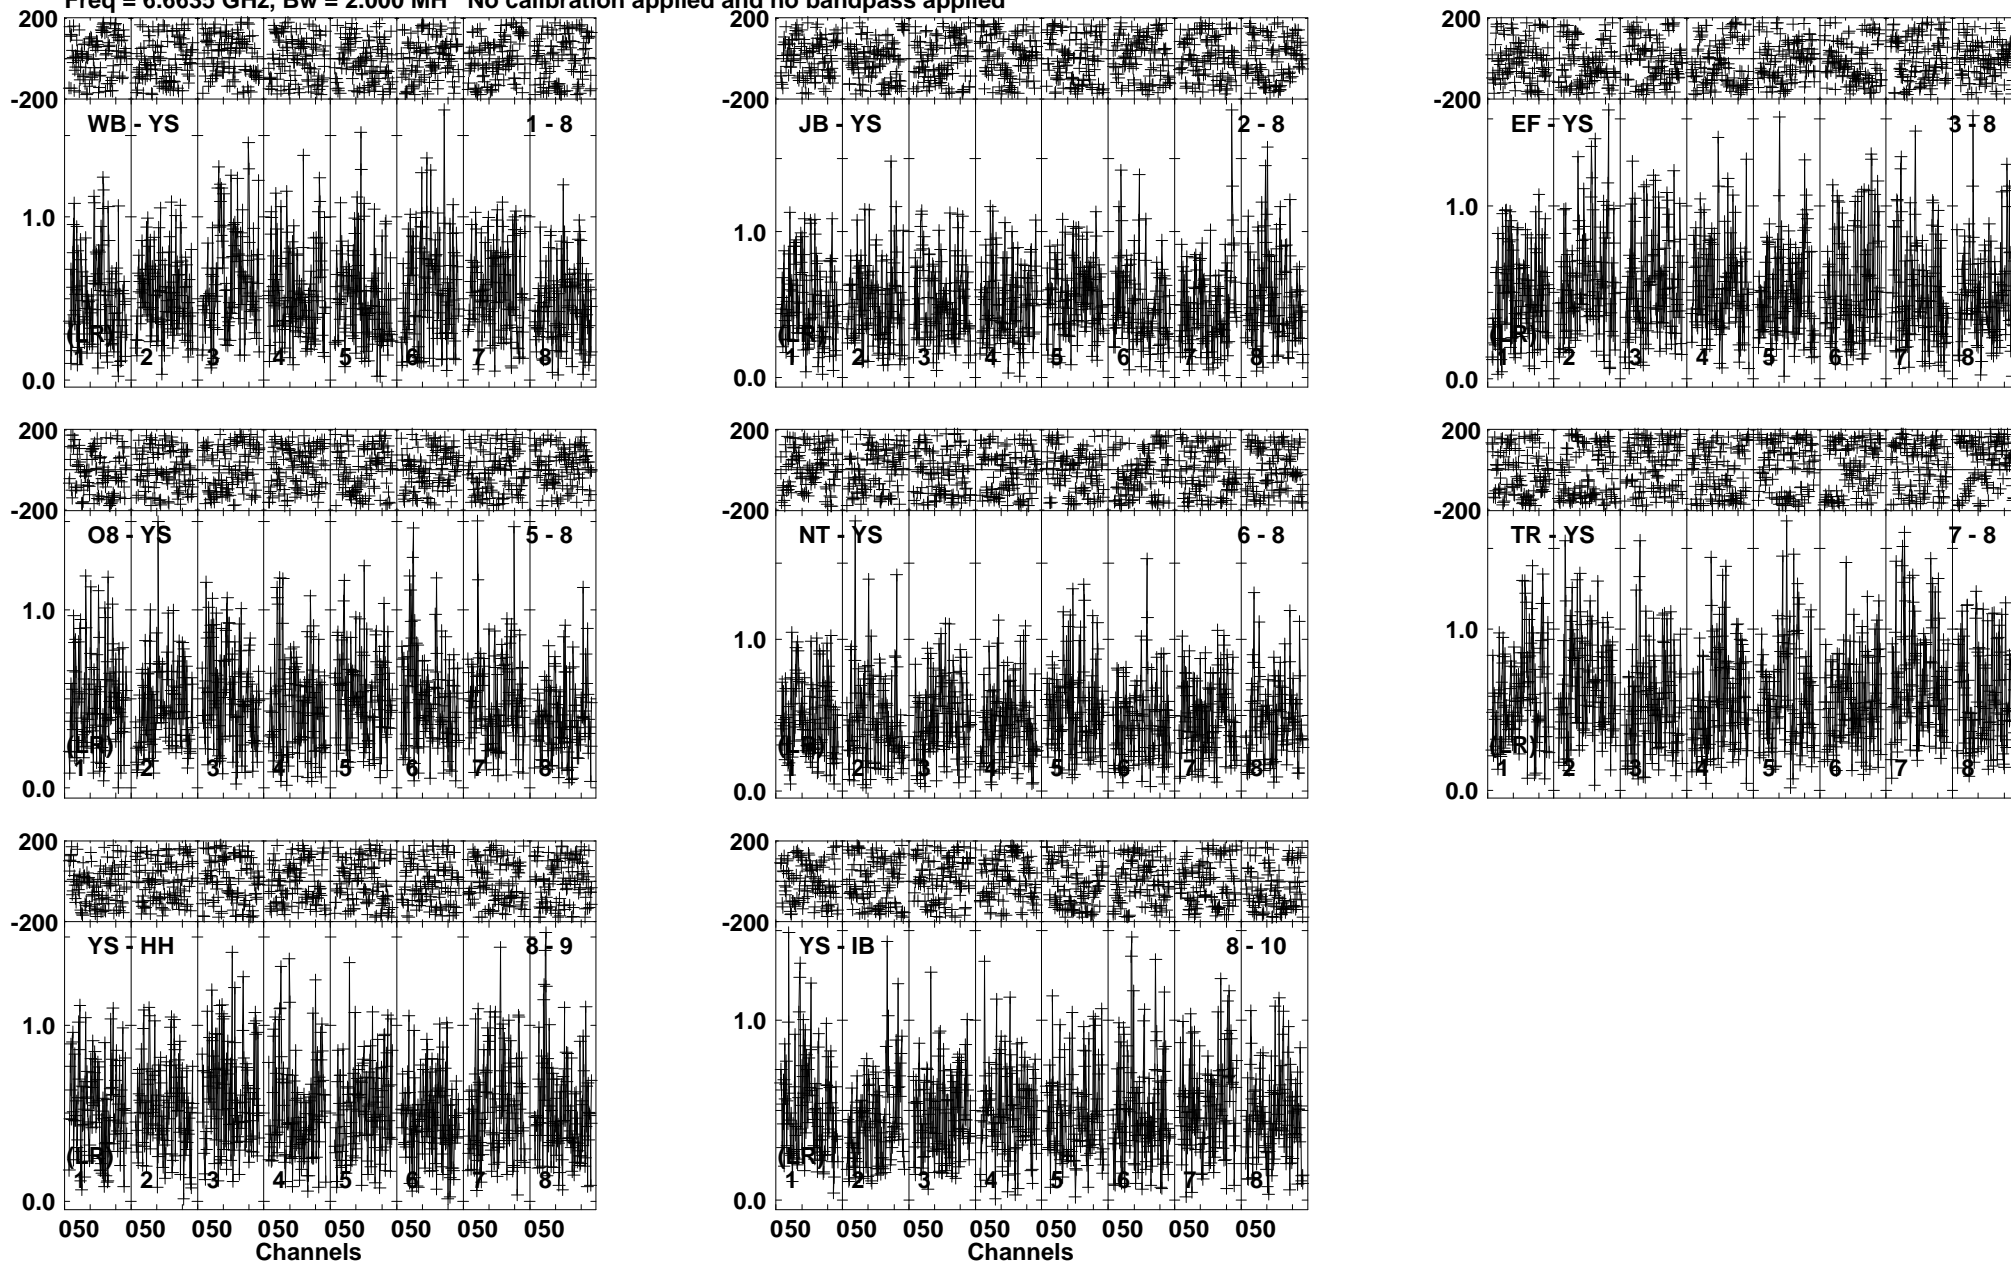 Freq = 6.6635 GHz, Bw = 2.000 MH No calibration applied and no bandpass applied
200 200 200
-200 -200 -200
WB - YS 1 - 8 JB - YS 2 - 8 EF - YS 3 - 8
1.0 1.0 1.0
(LR) (LR) (LR)
1 2 3 4 5 6 7 8 1 2 3 4 5 6 7 8 1 2 3 4 5 6 7 8
0.0 0.0 0.0
200 200 200
-200 -200 -200
O8 - YS 5 - 8 NT - YS 6 - 8 TR - YS 7 - 8
1.0 1.0 1.0
(LR) (LR) (LR)
1 2 3 4 5 6 7 8 1 2 3 4 5 6 7 8 1 2 3 4 5 6 7 8
0.0 0.0 0.0
200 200
-200 -200
YS - HH 8 - 9 YS - IB 8 - 10
1.0 1.0
(LR) (LR)
1 2 3 4 5 6 7 8 1 2 3 4 5 6 7 8
0.0 0.0
050 050 050 050 050 050 050 050 050 050 050 050 050 050 050 050
Channels Channels